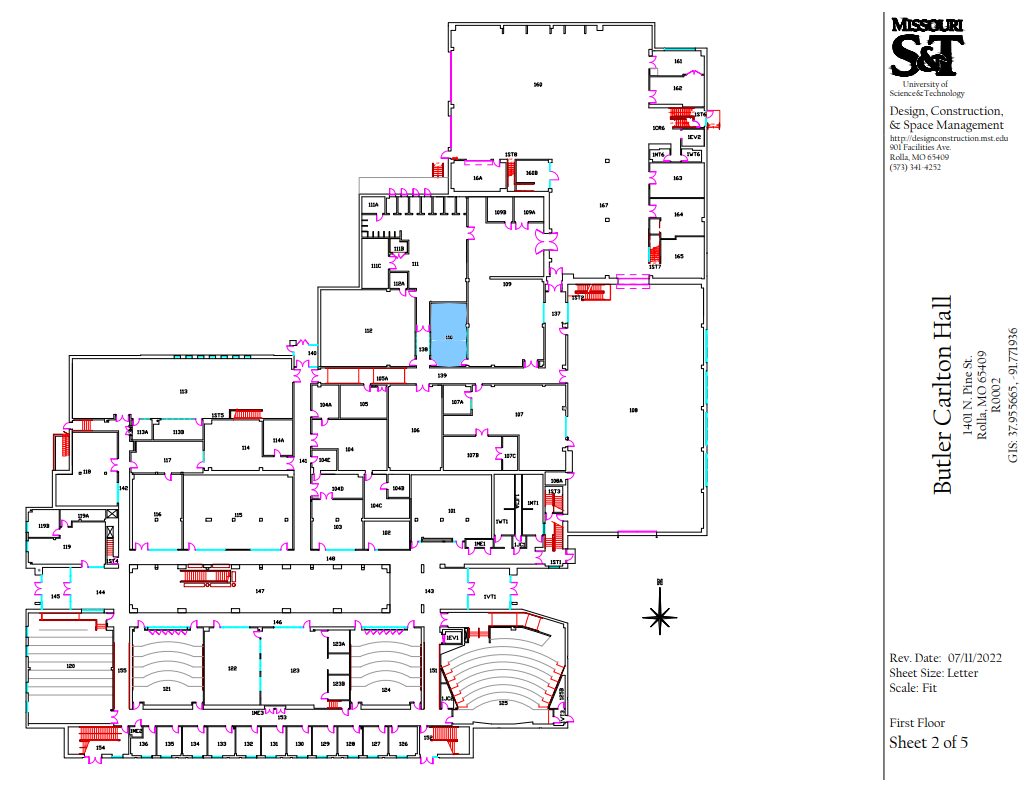 MISSOURI
S&T
University of
Science&Technology
Design, Construction,
& Space Management
http://designconstruction.mst.edu
901 Facilities Ave.
Rolla, MO 65409
(573) 341-4252
Butler Carlton Hall
1401 N. Pine St.
Rolla, MO 65409
R0002
GIS: 37.955665, -91.771936
Rev. Date: 07/11/2022
Sheet Size: Letter
Scale: Fit
First Floor
Sheet 2 of 5
160
161
162
1ST6
1CR6
1EV2
1MT6
1WT6
1ST8
16A
160B
163
167
164
165
1ST7
111A
109B
109A
111B
111C
111
112A
109
1ST2
137
112
138
110
140
139
105A
108
113
104A
105
107A
107
106
1ST5
113A
113B
114
114A
117
104
104E
107B
107C
141
118
142
104D
104B
104C
108A
1ST3
116
115
103
102
101
1WT1
1MT1
119A
119B
119
1ST4
1ME1
1ST1
148
145
144
147
143
1VT1
146
1EV1
120
155
121
122
123
123A
123B
124
151
125
125B
1ME3
153
1ME2
154
136
135
134
133
132
131
130
129
128
127
126
152